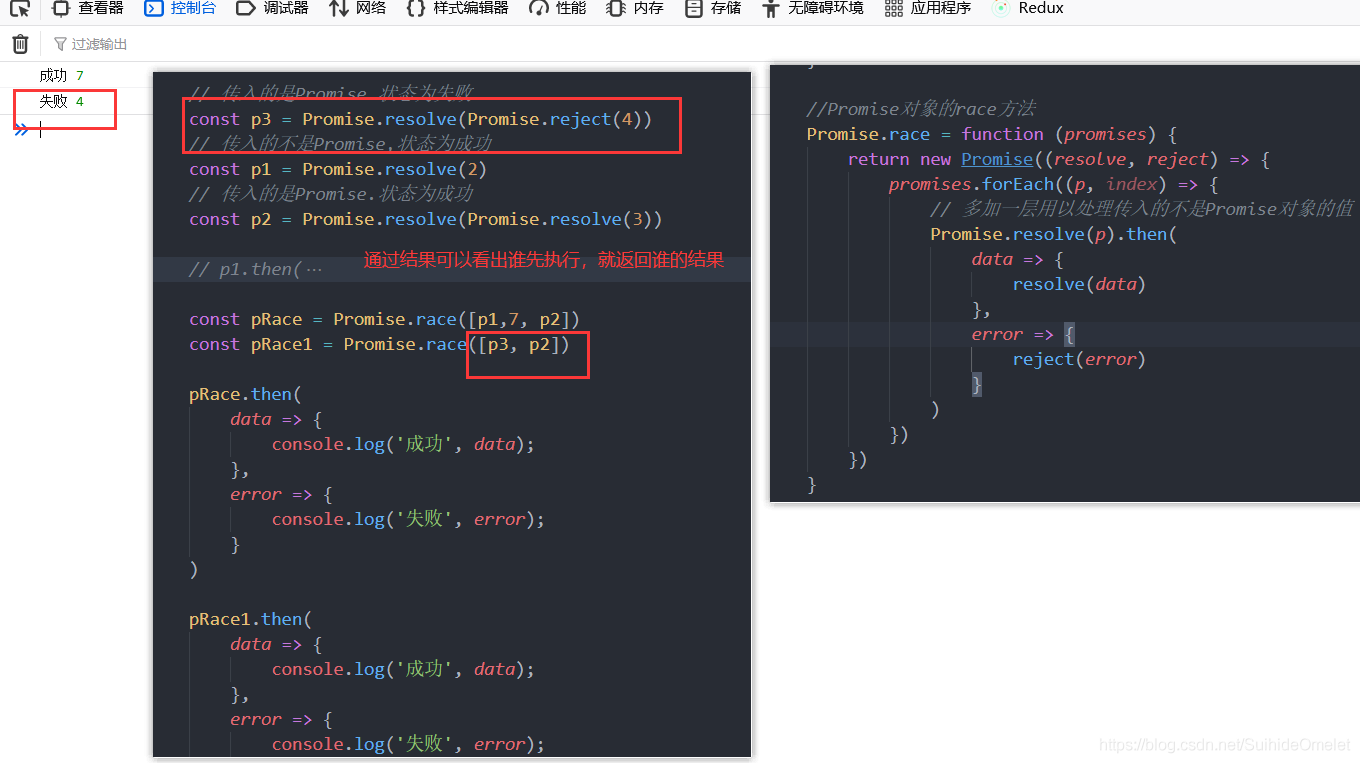 查看器 控制台 调试器 网络 {} 样式编辑器 性能 内存 存储 无障碍环境 应用程序 Redux
过滤输出
成功 7
失败 4
// 传入的是Promise.状态为失败
const p3 = Promise.resolve(Promise.reject(4))
// 传入的不是Promise.状态为成功
const p1 = Promise.resolve(2)
// 传入的是Promise.状态为成功
const p2 = Promise.resolve(Promise.resolve(3))
// p1.then(⋯ 通过结果可以看出谁先执行，就返回谁的结果
const pRace = Promise.race([p1,7, p2])
const pRace1 = Promise.race([p3, p2])
pRace.then(
data => {
console.log('成功', data);
},
error => {
console.log('失败', error);
}
)
pRace1.then(
data => {
console.log('成功', data);
},
error => {
console.log('失败', error);
//Promise对象的race方法
Promise.race = function (promises) {
return new Promise((resolve, reject) => {
promises.forEach((p, index) => {
// 多加一层用以处理传入的不是Promise对象的值
Promise.resolve(p).then(
data => {
resolve(data)
},
error => {
reject(error)
}
)
})
})
}
https://blog.csdn.net/SuihideOmelet